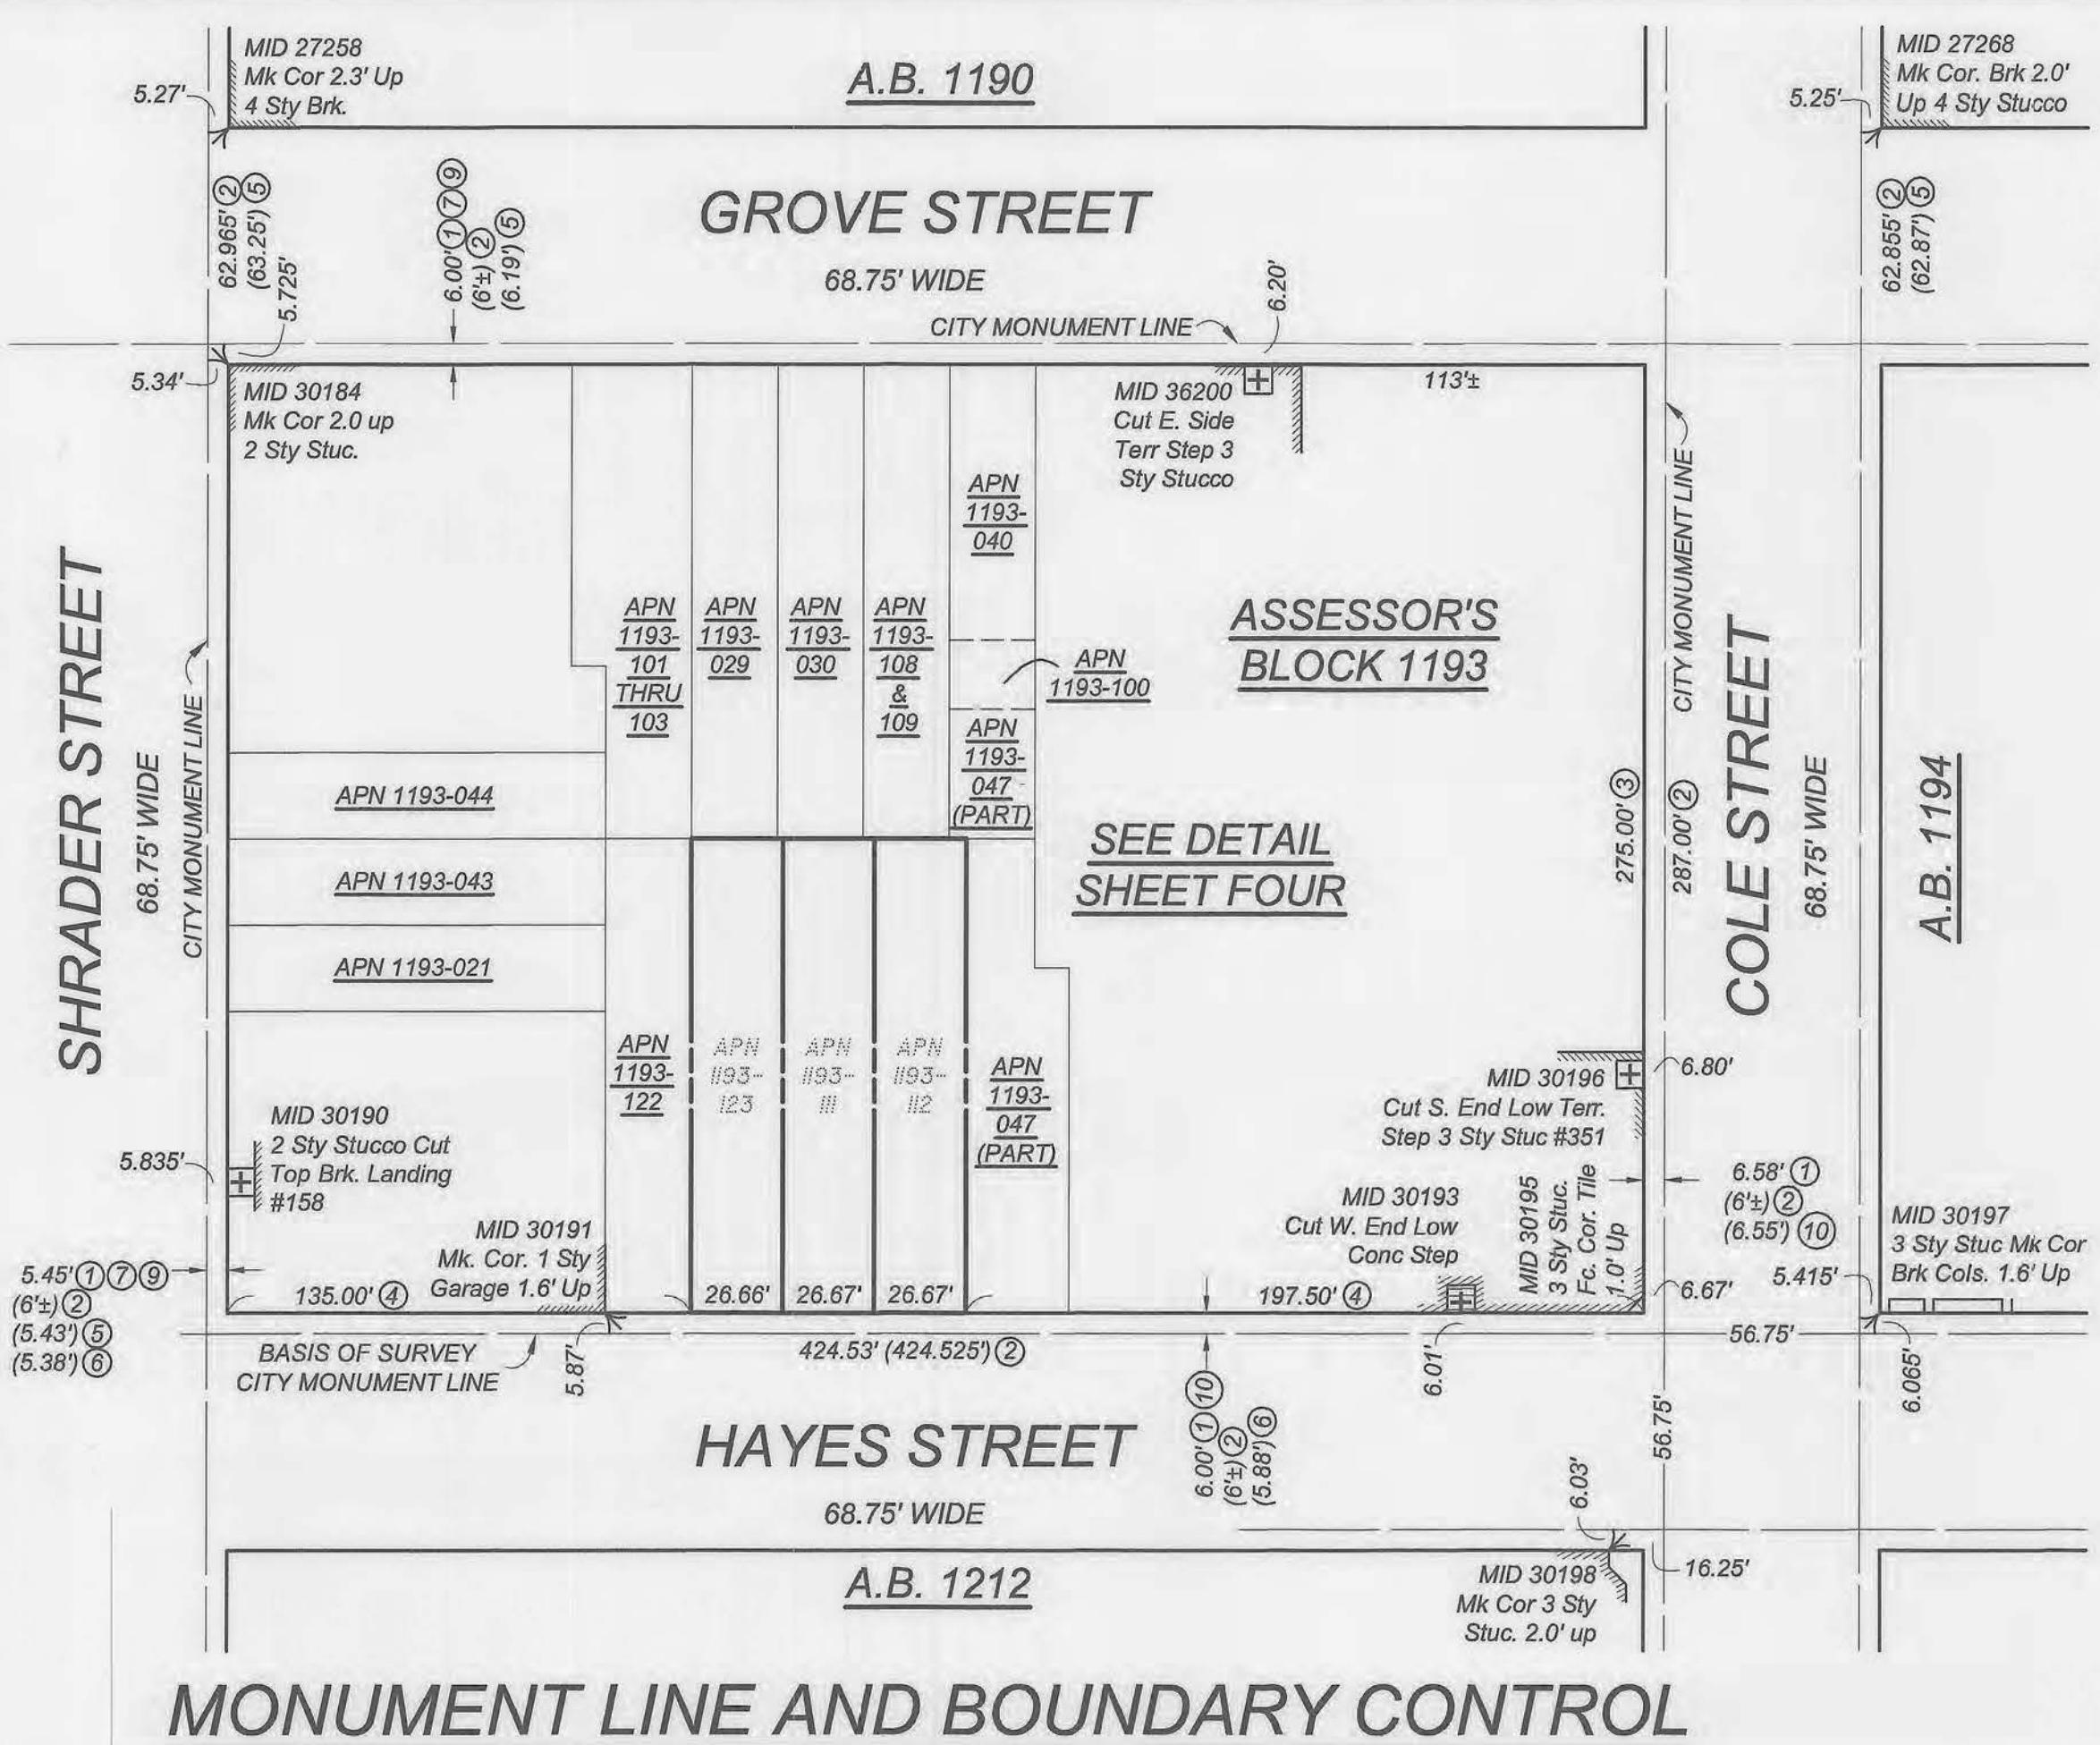 MID 27258
Mk Cor 2.3' Up
4 Sty Brk.
5.27'
A.B. 1190
MID 27268
Mk Cor. Brk 2.0'
Up 4 Sty Stucco
5.25'
62.965' ②
(63.25') ⑤
5.725'
6.00' ① ⑦ ⑨
(6'±) ②
(6.19') ⑤
GROVE STREET
68.75' WIDE
CITY MONUMENT LINE
6.20'
62.855' ②
(62.87') ⑤
5.34'
MID 30184
Mk Cor 2.0 up
2 Sty Stuc.
MID 36200
Cut E. Side
Terr Step 3
Sty Stucco
113'±
CITY MONUMENT LINE
APN
1193-
040
APN
1193-
101
THRU
103
APN
1193-
029
APN
1193-
030
APN
1193-
108
&
109
APN
1193-100
APN
1193-
047
(PART)
ASSESSOR'S
BLOCK 1193
SEE DETAIL
SHEET FOUR
SHRADER STREET
68.75' WIDE
CITY MONUMENT LINE
APN 1193-044
APN 1193-043
APN 1193-021
275.00' ③
287.00' ②
COLE STREET
68.75' WIDE
A.B. 1194
APN
1193-
122
APN
1193-
123
APN
1193-
111
APN
1193-
112
APN
1193-
047
(PART)
MID 30196
Cut S. End Low Terr.
Step 3 Sty Stuc #351
6.80'
MID 30190
2 Sty Stucco Cut
Top Brk. Landing
#158
5.835'
MID 30191
Mk. Cor. 1 Sty
Garage 1.6' Up
MID 30193
Cut W. End Low
Conc Step
MID 30195
3 Sty Stuc.
Fc. Cor. Tile
1.0' Up
6.58' ①
(6'±) ②
(6.55') ⑩
MID 30197
3 Sty Stuc Mk Cor
Brk Cols. 1.6' Up
5.415'
5.45' ① ⑦ ⑨
(6'±) ②
(5.43') ⑤
(5.38') ⑥
135.00' ④
26.66'
26.67'
26.67'
197.50' ④
6.67'
56.75'
BASIS OF SURVEY
CITY MONUMENT LINE
5.87'
424.53' (424.525') ②
6.00' ① ⑩
(6'±) ②
(5.88') ⑥
6.01'
56.75'
6.065'
HAYES STREET
68.75' WIDE
6.03'
16.25'
A.B. 1212
MID 30198
Mk Cor 3 Sty
Stuc. 2.0' up
MONUMENT LINE AND BOUNDARY CONTROL